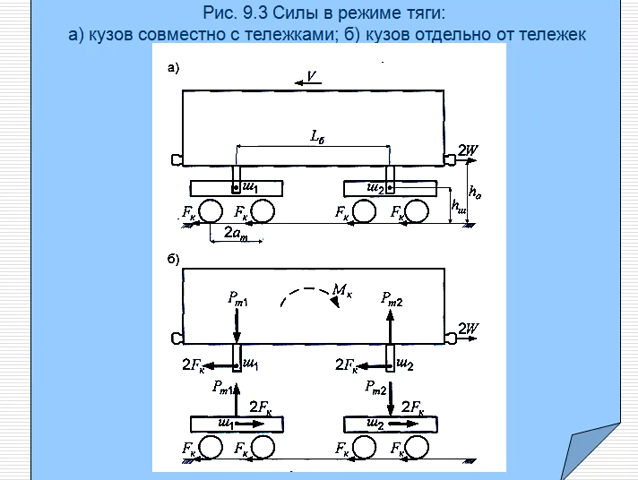 Рис. 9.3 Силы в режиме тяги:
а) кузов совместно с тележками; б) кузов отдельно от тележек
а)
V
Lб
2W
ш1
ш2
hш
hа
Fк Fк Fк Fк
2aт
б)
Pт1 Mк Pт2
2W
2Fк ш1 2Fк ш2
Pт1 2Fк Pт2 2Fк
ш1 ш2
Fк Fк Fк Fк